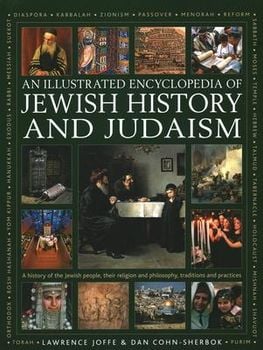 DIASPORA • KABBALAH • ZIONISM • PASSOVER • MENORAH • REFORM •
SABBATH • MOSES • TEMPLE • HEBREW • TALMUD • TABERNACLE • HOLOCAUST • MISHNAH • SHAVUOT
ORTHODOX • ROSH HASHANAH • YOM KIPPUR • HANUKKAH • EXODUS • RABBI • MESSIAH • SUKKOT
AN ILLUSTRATED ENCYCLOPEDIA OF
JEWISH HISTORY
AND JUDAISM
A history of the Jewish people, their religion and philosophy, traditions and practices
TORAH • LAWRENCE JOFFE & DAN COHN-SHERBOK • PURIM